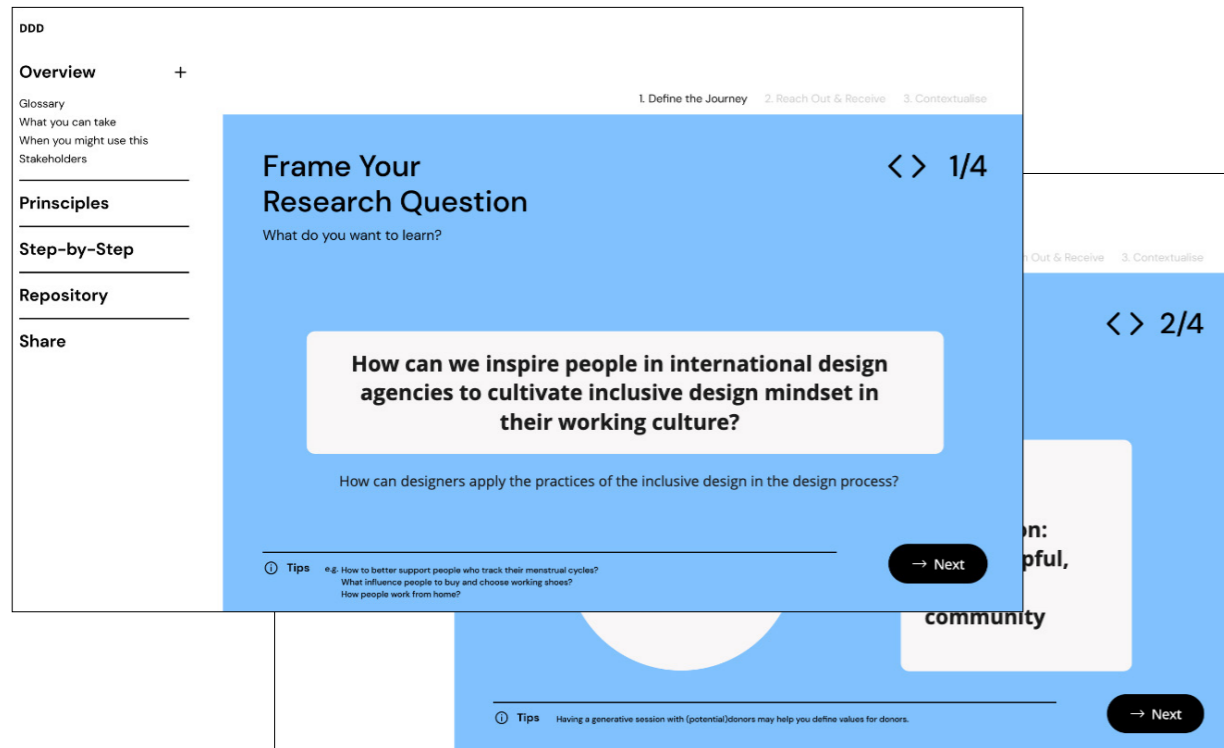 DDD
Overview +
Glossary
What you can take
When you might use this
Stakeholders
Prinsciples
Step-by-Step
Repository
Share
1. Define the Journey 2. Reach Out & Receive 3. Contextualise
Frame Your
Research Question
What do you want to learn?
< > 1/4
How can we inspire people in international design
agencies to cultivate inclusive design mindset in
their working culture?
How can designers apply the practices of the inclusive design in the design process?
Tips e.g. How to better support people who track their menstrual cycles?
What influence people to buy and choose working shoes?
How people work from home?
→ Next
Out & Receive 3. Contextualise
< > 2/4
on:
pful,
community
Tips Having a generative session with (potential)donors may help you define values for donors.
→ Next